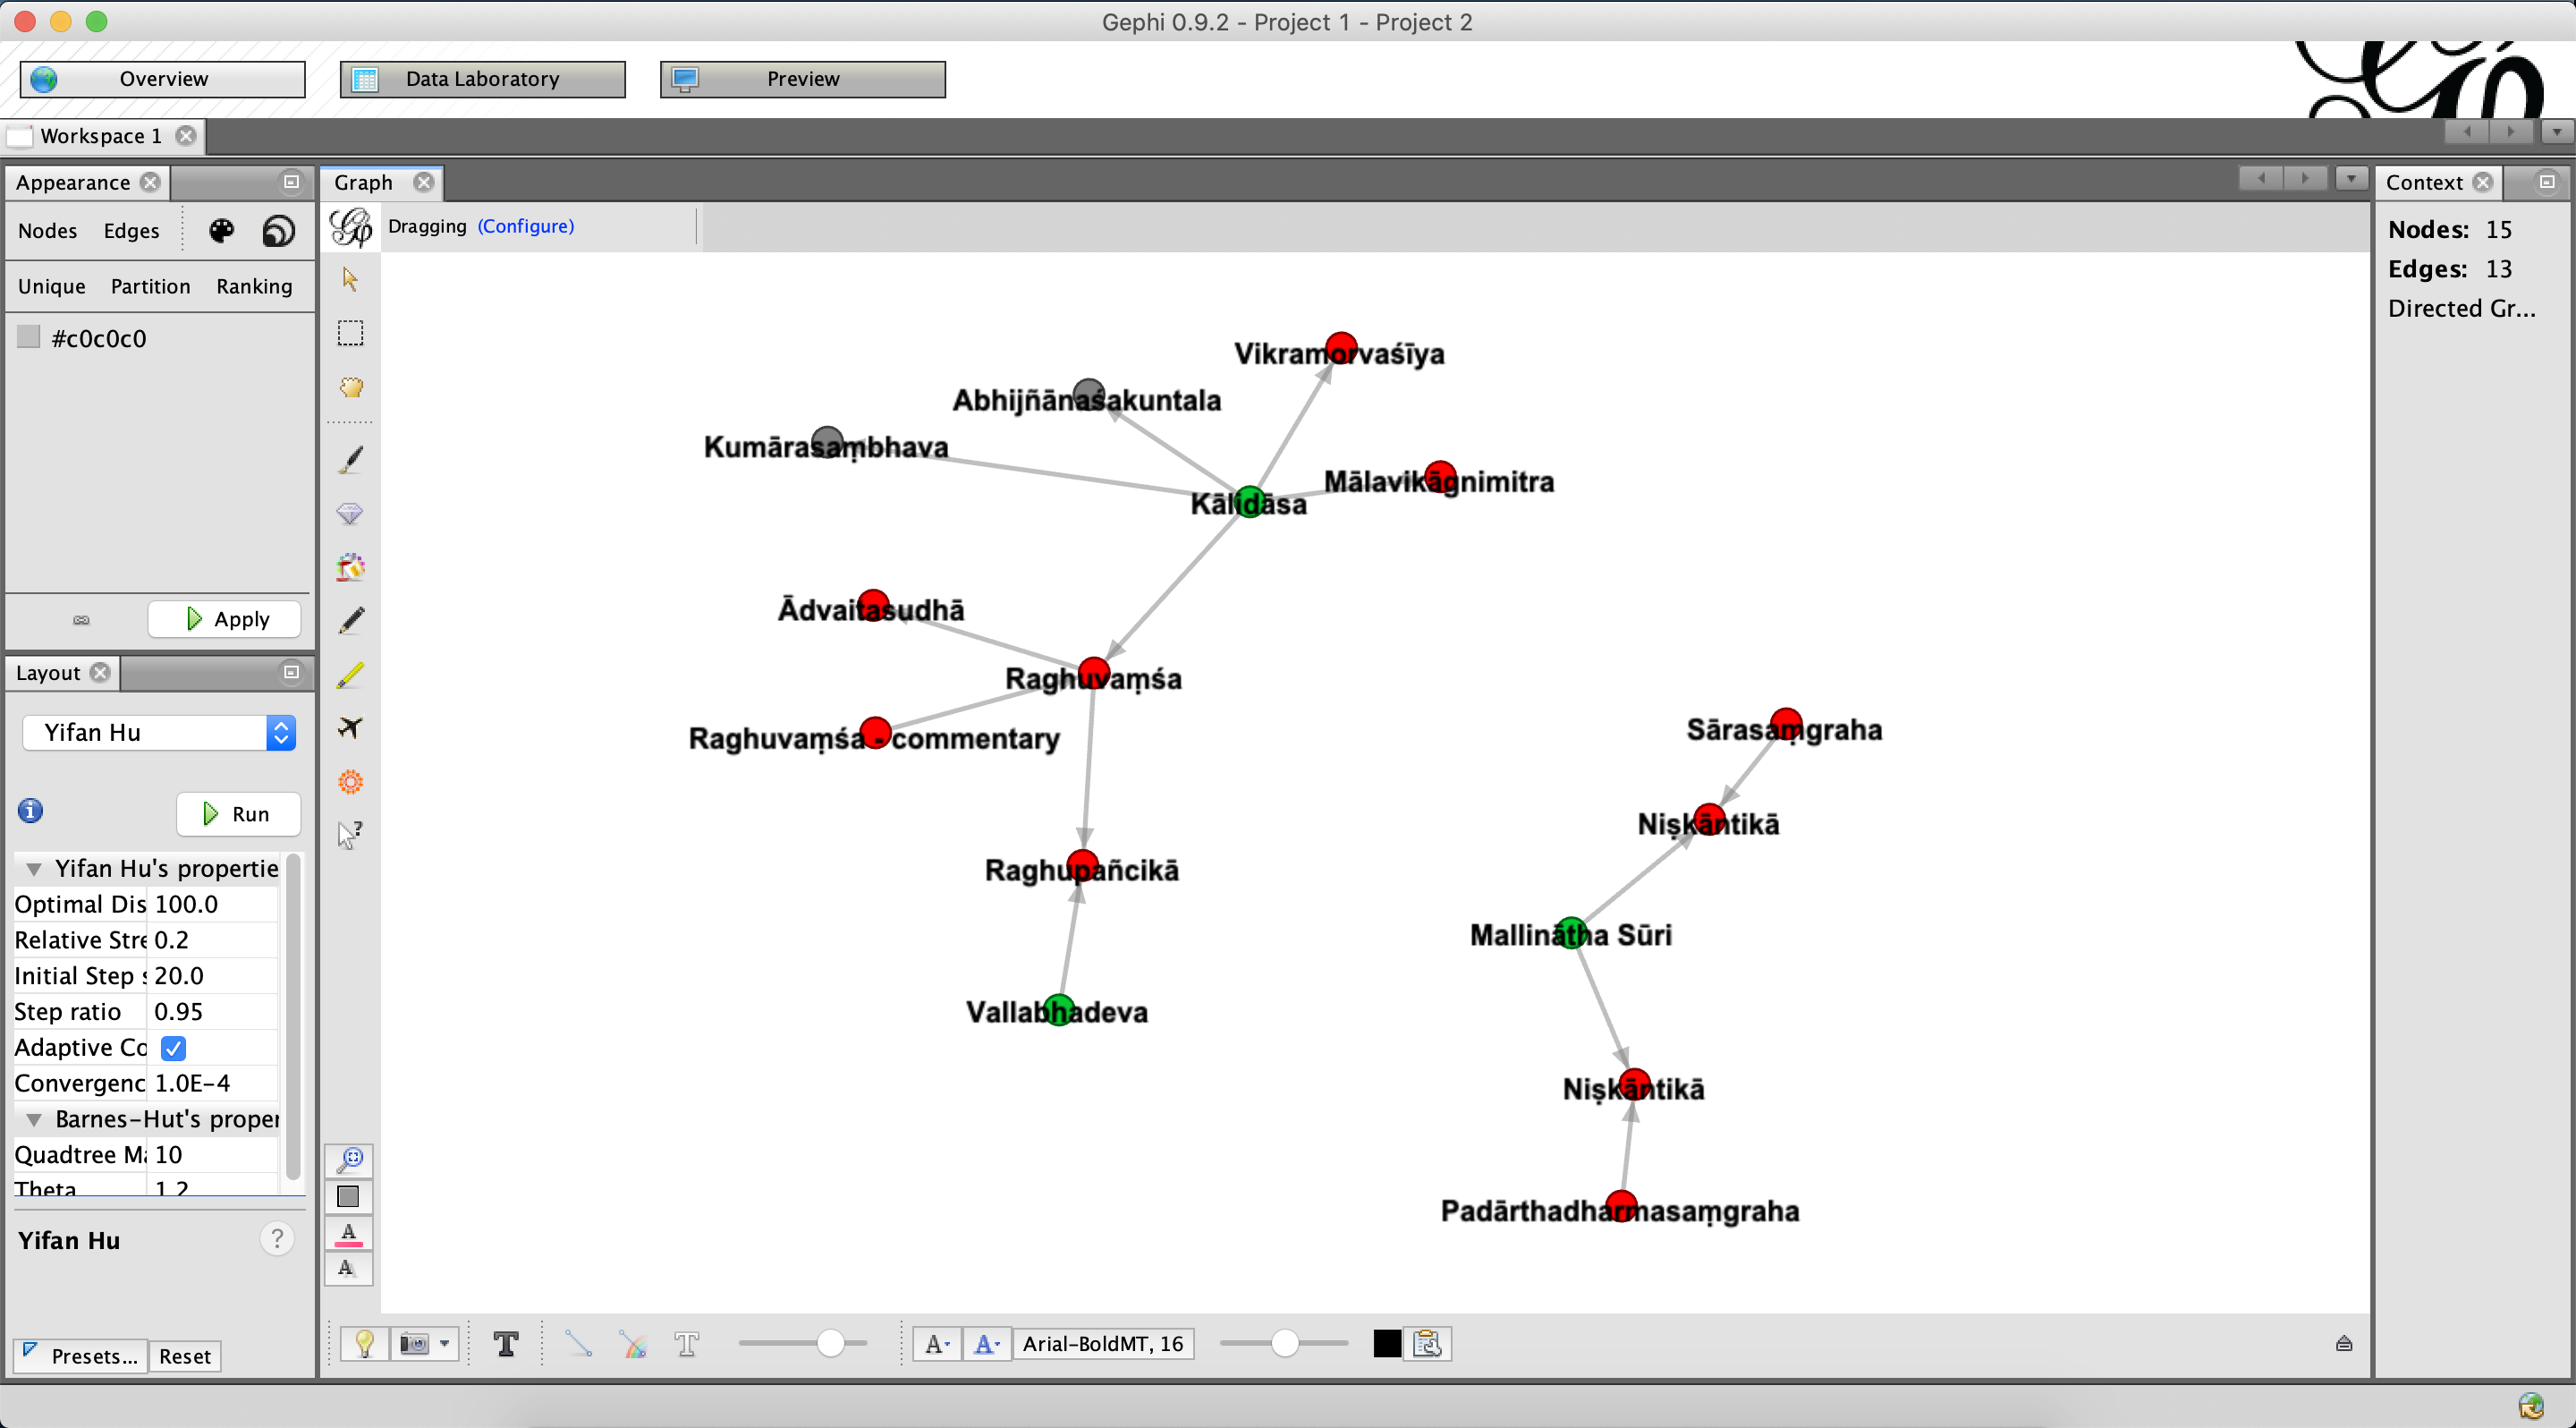 Gephi 0.9.2 - Project 1 - Project 2
Overview
Data Laboratory
Preview
Workspace 1
Appearance
Nodes Edges
Unique Partition Ranking
#c0c0c0
Apply
Layout
Yifan Hu
Run
Yifan Hu's propertie
Optimal Dis 100.0
Relative Stre 0.2
Initial Step s 20.0
Step ratio 0.95
Adaptive Co
Convergenc 1.0E-4
Barnes-Hut's proper
Quadtree Ma 10
Theta 1.2
Yifan Hu
?
Presets... Reset
Graph
Dragging (Configure)
Vikramorvaśīya
Abhijñānaśakuntala
Kumārasaṃbhava
Mālavikāgnimitra
Kālidāsa
Ādvaitasudhā
Raghuvaṃśa
Raghuvaṃśa - commentary
Sārasaṃgraha
Niṣkāntikā
Raghupañcikā
Mallinātha Sūri
Vallabhadeva
Niṣkāntikā
Padārthadharmasaṃgraha
Arial-BoldMT, 16
Context
Nodes: 15
Edges: 13
Directed Gr...